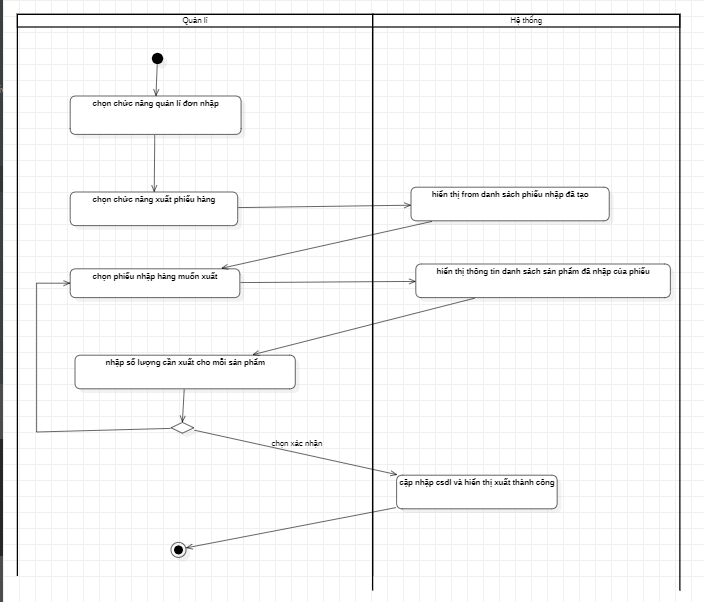 Quản lí
Hệ thống
chọn chức năng quản lí đơn nhập
chọn chức năng xuất phiếu hàng
hiển thị from danh sách phiếu nhập đã tạo
chọn phiếu nhập hàng muốn xuất
hiển thị thông tin danh sách sản phẩm đã nhập của phiếu
nhập số lượng cần xuất cho mỗi sản phẩm
chọn xác nhận
cập nhập csdl và hiển thị xuất thành công